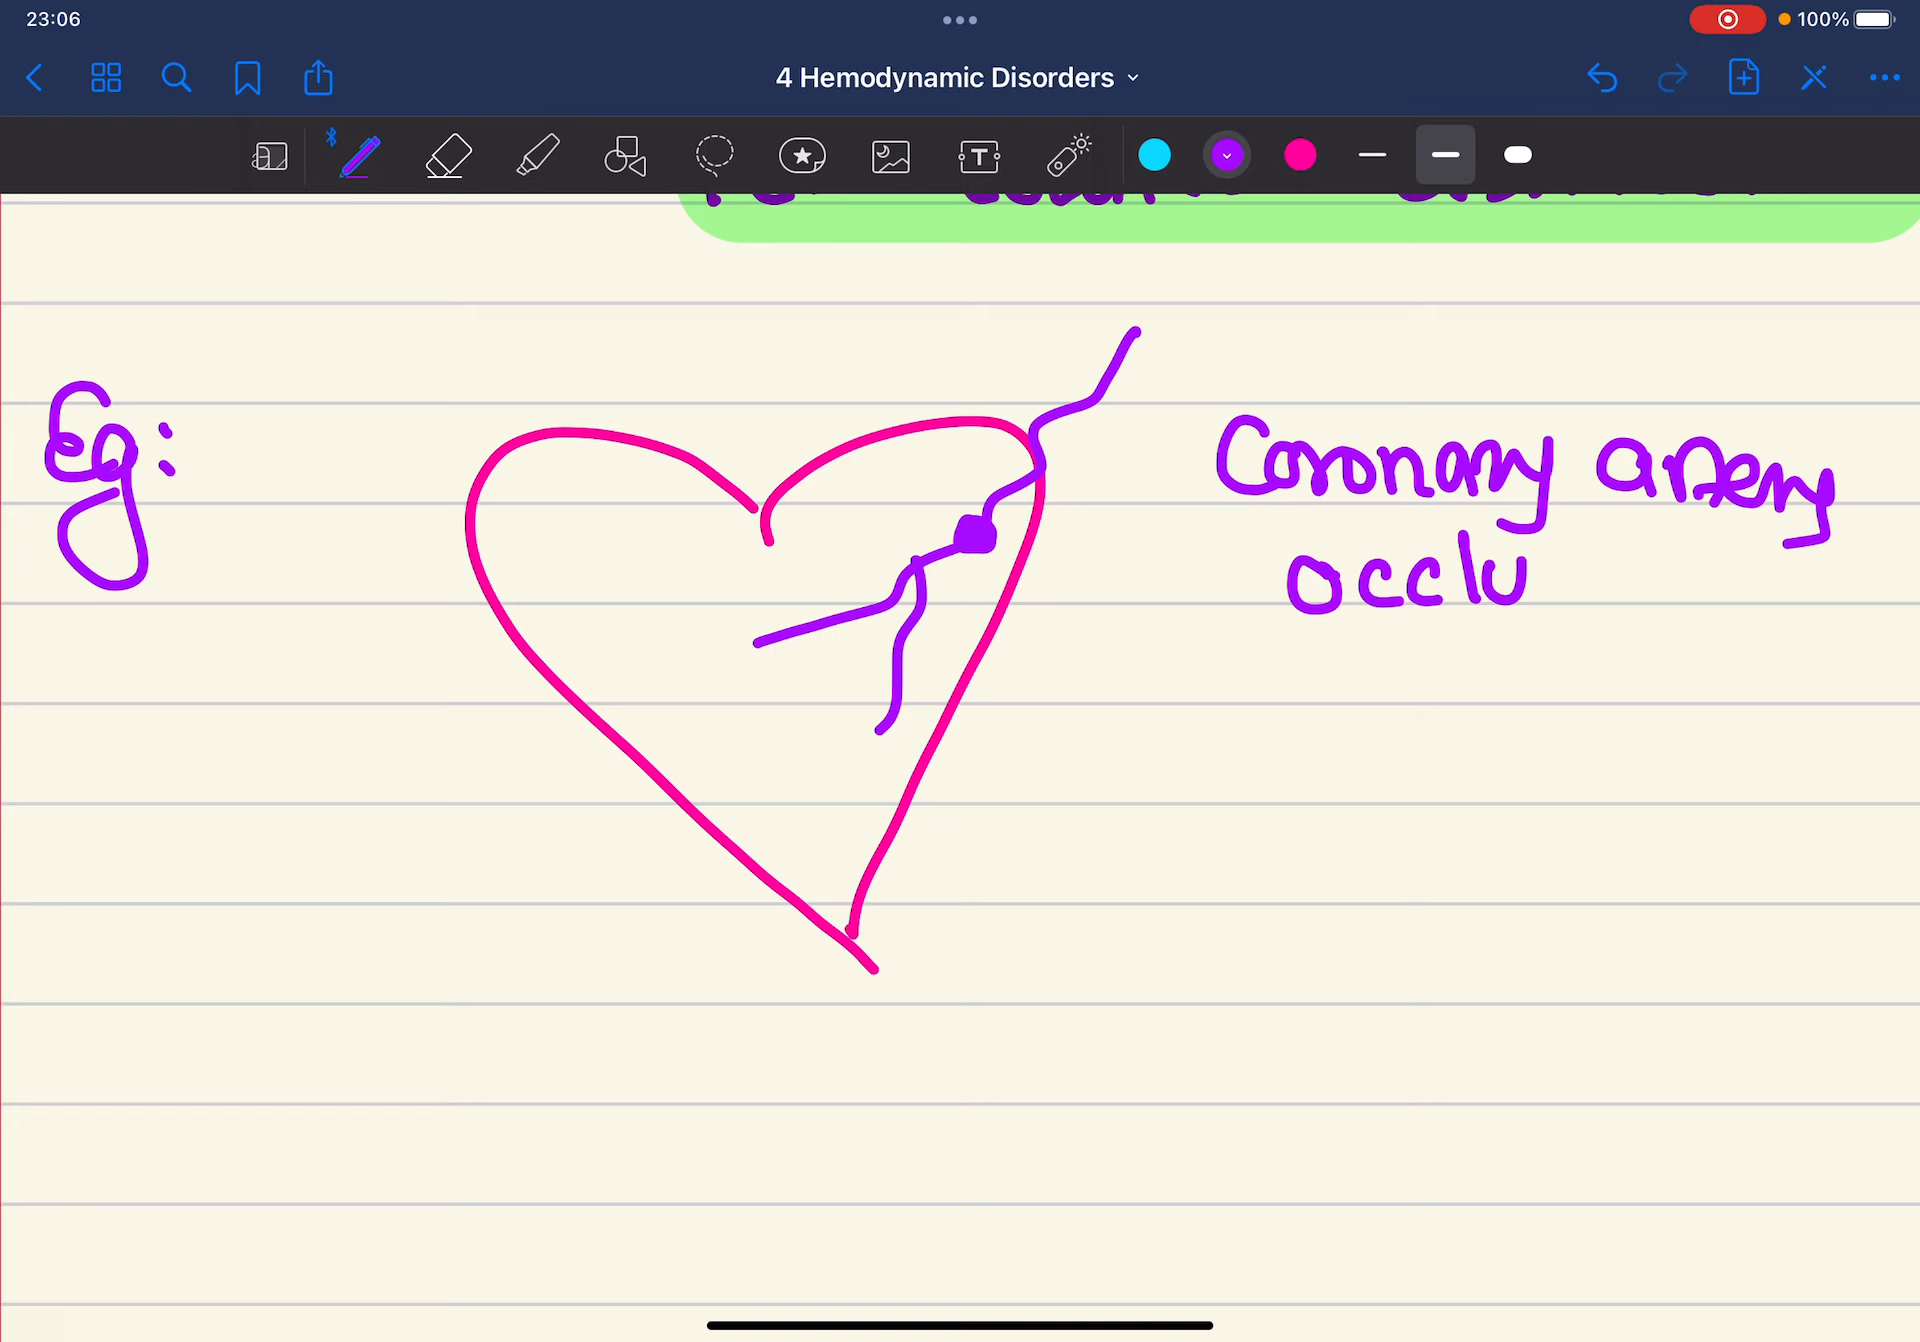 23:06
100%
4 Hemodynamic Disorders
T
Eg:
Coronary artery
occlu